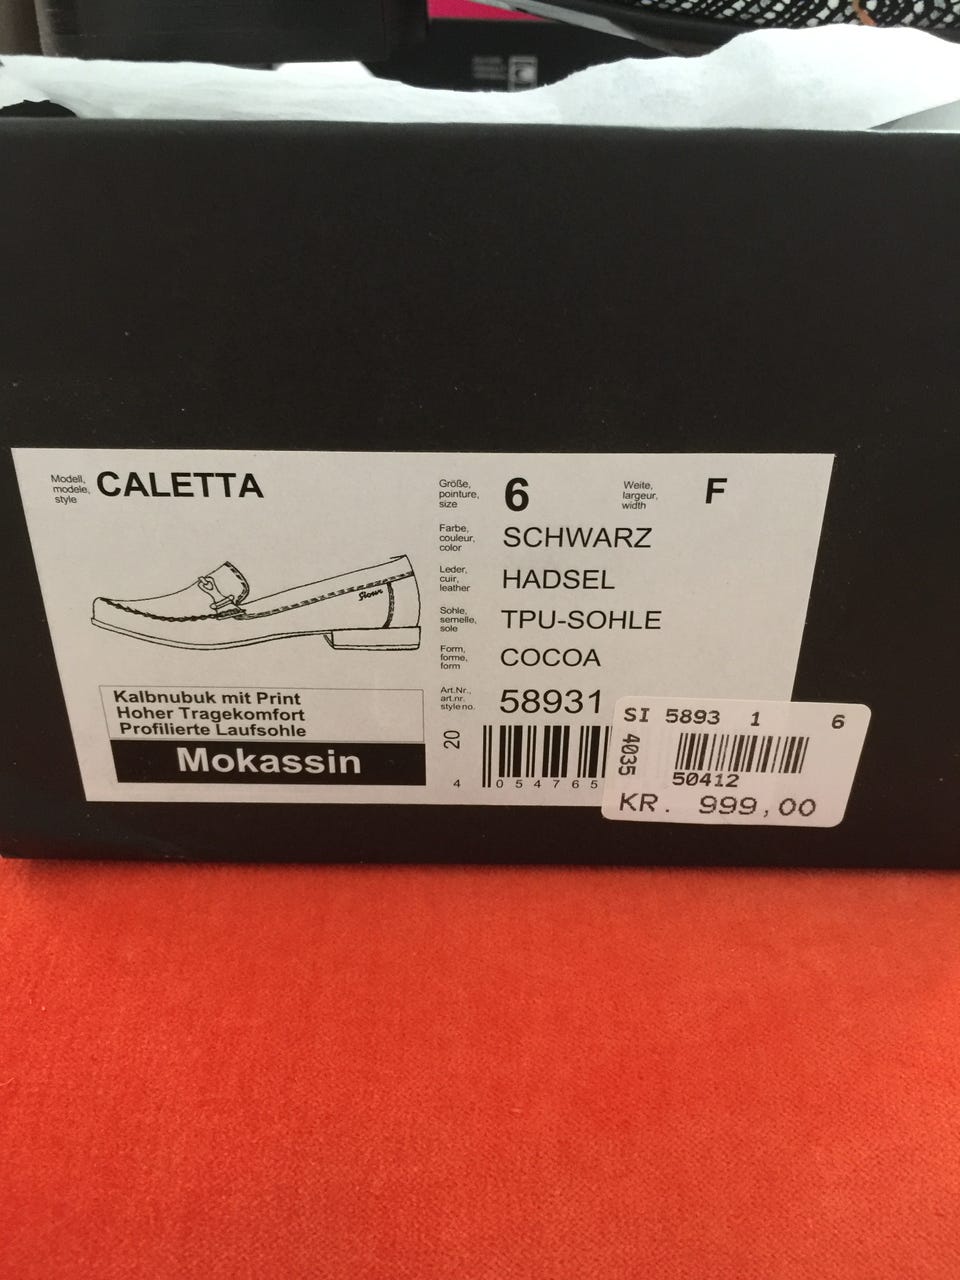 Modell,
modele,
style
CALETTA
Größe,
pointure,
size
6
Weite,
largeur,
width
F
Farbe,
couleur,
color
SCHWARZ
Leder,
cuir,
leather
HADSEL
Sohle,
semelle,
sole
TPU-SOHLE
Form,
forme,
form
COCOA
Art.Nr.,
art.nr.
style no.
58931
Sioux
Kalbnubuk mit Print
Hoher Tragekomfort
Profilierte Laufsohle
Mokassin
20
4 054765
SI 5893 1 6
4035
50412
KR. 999,00